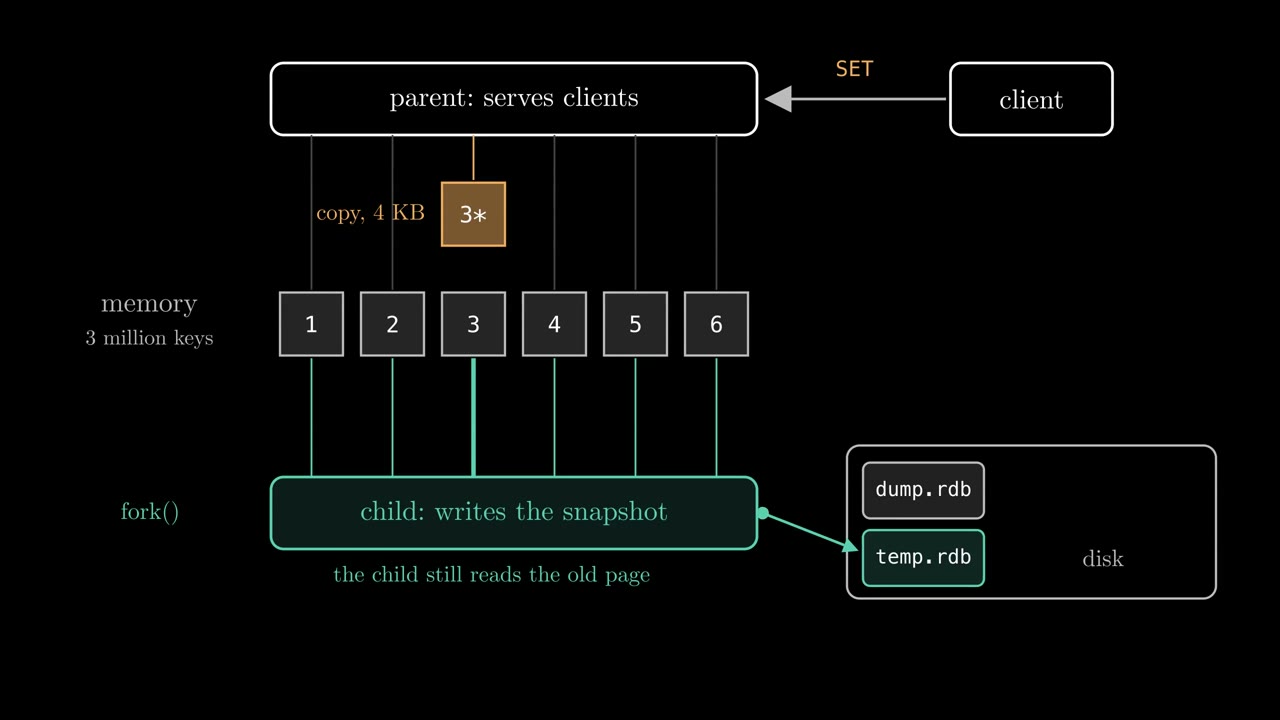 SET
parent: serves clients
client
copy, 4 KB
3*
memory
3 million keys
1 2 3 4 5 6
dump.rdb
fork()
child: writes the snapshot
temp.rdb
disk
the child still reads the old page